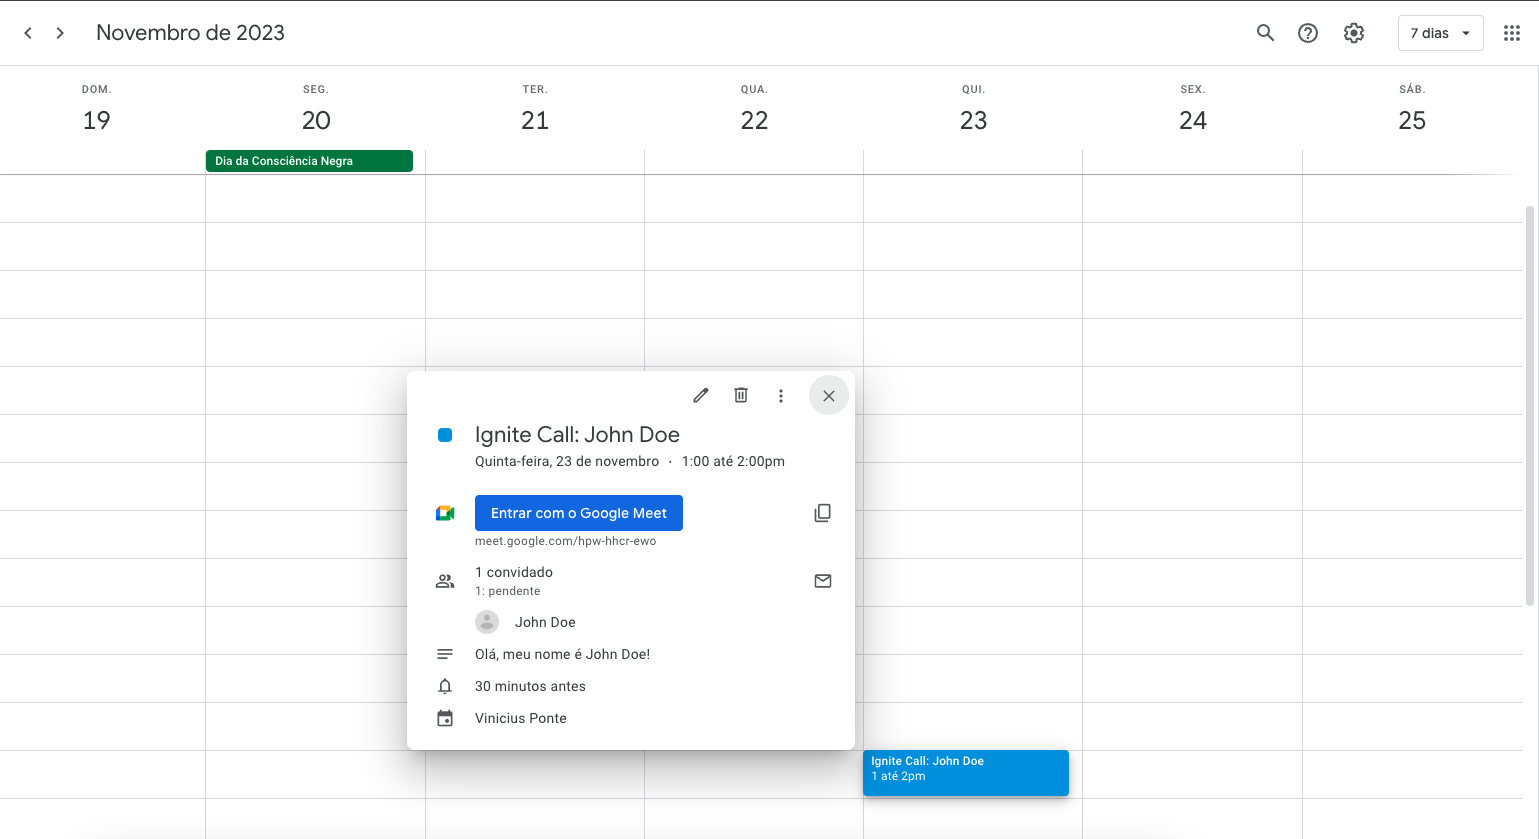 Novembro de 2023
7 dias
DOM.
SEG.
TER.
QUA.
QUI.
SEX.
SÁB.
19
20
21
22
23
24
25
Dia da Consciência Negra
Ignite Call: John Doe
Quinta-feira, 23 de novembro · 1:00 até 2:00pm
Entrar com o Google Meet
meet.google.com/hpw-hhcr-ewo
1 convidado
1: pendente
John Doe
Olá, meu nome é John Doe!
30 minutos antes
Vinicius Ponte
Ignite Call: John Doe
1 até 2pm